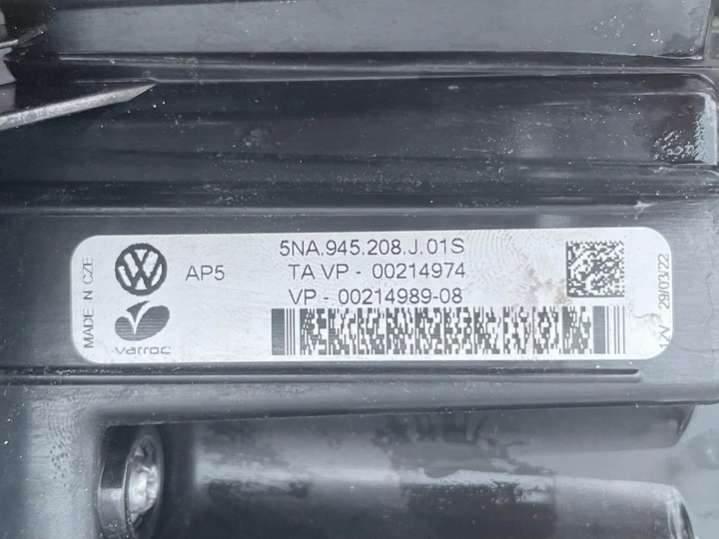 MADE IN CZE
AP5
5NA.945.208.J.01S
TA VP - 00214974
VP - 00214989-08
varroc
29/03/22